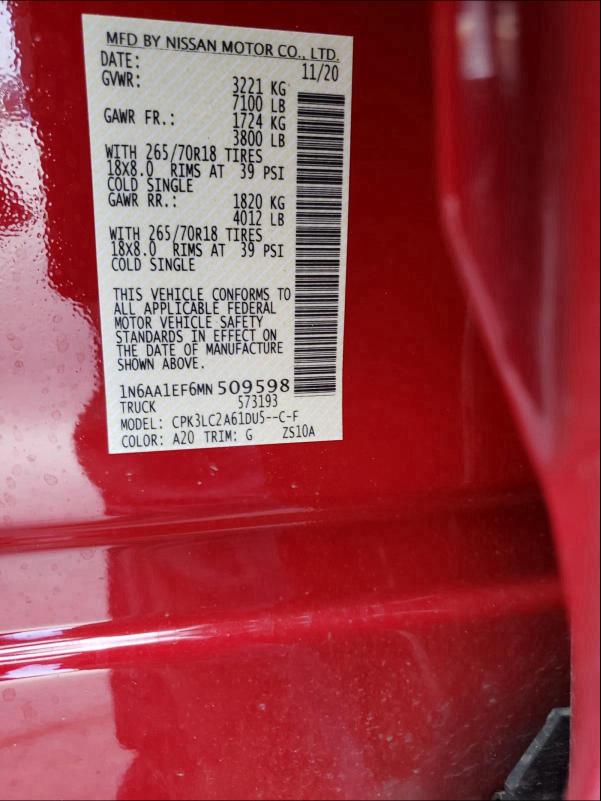 MFD BY NISSAN MOTOR CO., LTD.
DATE: 11/20
GVWR: 3221 KG
7100 LB
GAWR FR.: 1724 KG
3800 LB
WITH 265/70R18 TIRES
18X8.0 RIMS AT 39 PSI
COLD SINGLE
GAWR RR.: 1820 KG
4012 LB
WITH 265/70R18 TIRES
18X8.0 RIMS AT 39 PSI
COLD SINGLE
THIS VEHICLE CONFORMS TO
ALL APPLICABLE FEDERAL
MOTOR VEHICLE SAFETY
STANDARDS IN EFFECT ON
THE DATE OF MANUFACTURE
SHOWN ABOVE.
1N6AA1EF6MN 509598
TRUCK 573193
MODEL: CPK3LC2A61DU5--C-F
COLOR: A20 TRIM: G ZS10A